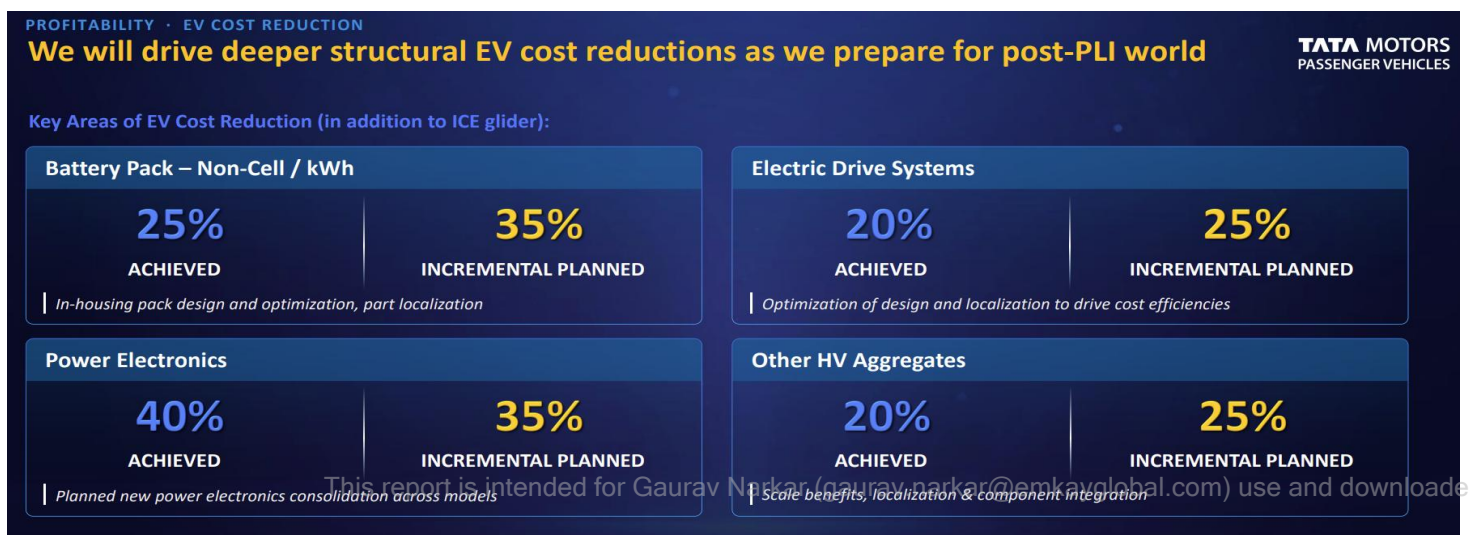 PROFITABILITY · EV COST REDUCTION
We will drive deeper structural EV cost reductions as we prepare for post-PLI world
TATA MOTORS
PASSENGER VEHICLES
Key Areas of EV Cost Reduction (in addition to ICE glider):
Battery Pack – Non-Cell / kWh
25%
35%
ACHIEVED
INCREMENTAL PLANNED
In-housing pack design and optimization, part localization
Electric Drive Systems
20%
25%
ACHIEVED
INCREMENTAL PLANNED
Optimization of design and localization to drive cost efficiencies
Power Electronics
40%
35%
ACHIEVED
INCREMENTAL PLANNED
Planned new power electronics consolidation across models
Other HV Aggregates
20%
25%
ACHIEVED
INCREMENTAL PLANNED
Scale benefits, localization & component integration
This report is intended for Gaurav Narkar (gaurav.narkar@emkayglobal.com) use and downloade